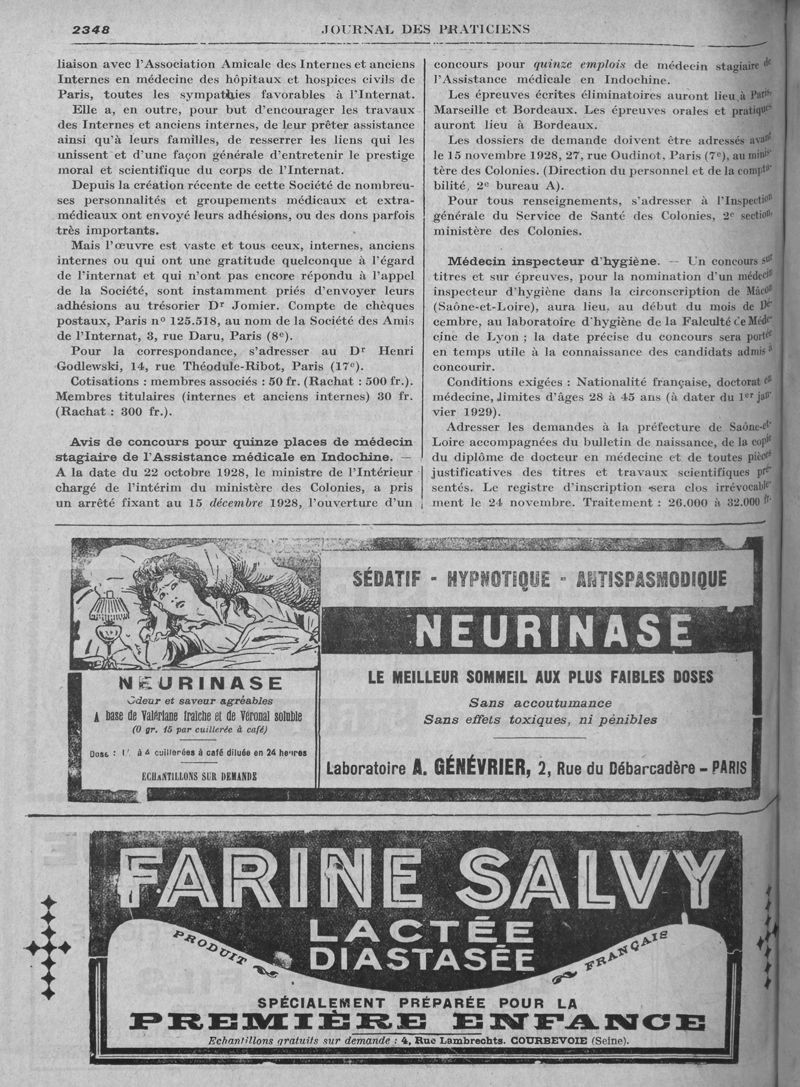 2348
JOURNAL DES PRATICIENS
liaison avec l'Association Amicale des Internes et anciens
Internes en médecine des hôpitaux et hospices civils de
Paris, toutes les sympathies favorables à l'Internat.
Elle a, en outre, pour but d'encourager les travaux
des Internes et anciens internes, de leur prêter assistance
ainsi qu'à leurs familles, de resserrer les liens qui les
unissent et d'une façon générale d'entretenir le prestige
moral et scientifique du corps de l'Internat.
Depuis la création récente de cette Société de nombreu-
ses personnalités et groupements médicaux et extra-
médicaux ont envoyé leurs adhésions, ou des dons parfois
très importants.
Mais l'œuvre est vaste et tous ceux, internes, anciens
internes ou qui ont une gratitude quelconque à l'égard
de l'internat et qui n'ont pas encore répondu à l'appel
de la Société, sont instamment priés d'envoyer leurs
adhésions au trésorier Dr Jomier. Compte de chèques
postaux, Paris no 125.518, au nom de la Société des Amis
de l'Internat, 3, rue Daru, Paris (8e).
Pour la correspondance, s'adresser au Dr Henri
Godlewski, 14, rue Théodule-Ribot, Paris (17e).
Cotisations : membres associés : 50 fr. (Rachat : 500 fr.).
Membres titulaires (internes et anciens internes) 30 fr.
(Rachat : 300 fr.).
Avis de concours pour quinze places de médecin
stagiaire de l'Assistance médicale en Indochine. —
A la date du 22 octobre 1928, le ministre de l'Intérieur
chargé de l'intérim du ministère des Colonies, a pris
un arrêté fixant au 15 décembre 1928, l'ouverture d'un
concours pour quinze emplois de médecin stagiaire de
l'Assistance médicale en Indochine.
Les épreuves écrites éliminatoires auront lieu à Paris,
Marseille et Bordeaux. Les épreuves orales et pratiques
auront lieu à Bordeaux.
Les dossiers de demande doivent être adressés avant
le 15 novembre 1928, 27, rue Oudinot, Paris (7e), au minis-
tère des Colonies. (Direction du personnel et de la compta-
bilité, 2e bureau A).
Pour tous renseignements, s'adresser à l'Inspection
générale du Service de Santé des Colonies, 2e section,
ministère des Colonies.
Médecin inspecteur d'hygiène. — Un concours sur
titres et sur épreuves, pour la nomination d'un médecin
inspecteur d'hygiène dans la circonscription de Mâcon
(Saône-et-Loire), aura lieu, au début du mois de Dé-
cembre, au laboratoire d'hygiène de la Falculté de Méde-
cine de Lyon ; la date précise du concours sera portée
en temps utile à la connaissance des candidats admis à
concourir.
Conditions exigées : Nationalité française, doctorat en
médecine, limites d'âges 28 à 45 ans (à dater du 1er jan-
vier 1929).
Adresser les demandes à la préfecture de Saône-et-
Loire accompagnées du bulletin de naissance, de la copie
du diplôme de docteur en médecine et de toutes pièces
justificatives des titres et travaux scientifiques pré-
sentés. Le registre d'inscription sera clos irrévocable-
ment le 24 novembre. Traitement : 26.000 à 32.000 fr.
NEURINASE
Odeur et saveur agréables
A base de Valériane fraîche et de Véronal soluble
(0 gr. 15 par cuillerée à café)
Dose : 1 à 4 cuillerées à café diluée en 24 heures
ECHANTILLONS SUR DEMANDE
SÉDATIF - HYPNOTIQUE - ANTISPASMODIQUE
NEURINASE
LE MEILLEUR SOMMEIL AUX PLUS FAIBLES DOSES
Sans accoutumance
Sans effets toxiques, ni pénibles
Laboratoire A. GÉNÉVRIER, 2, Rue du Débarcadère - PARIS
FARINE SALVY
LACTÉE
DIASTASÉE
PRODUIT FRANÇAIS
SPÉCIALEMENT PRÉPARÉE POUR LA
PREMIÈRE ENFANCE
Echantillons gratuits sur demande : 4, Rue Lambrechts. COURBEVOIE (Seine).